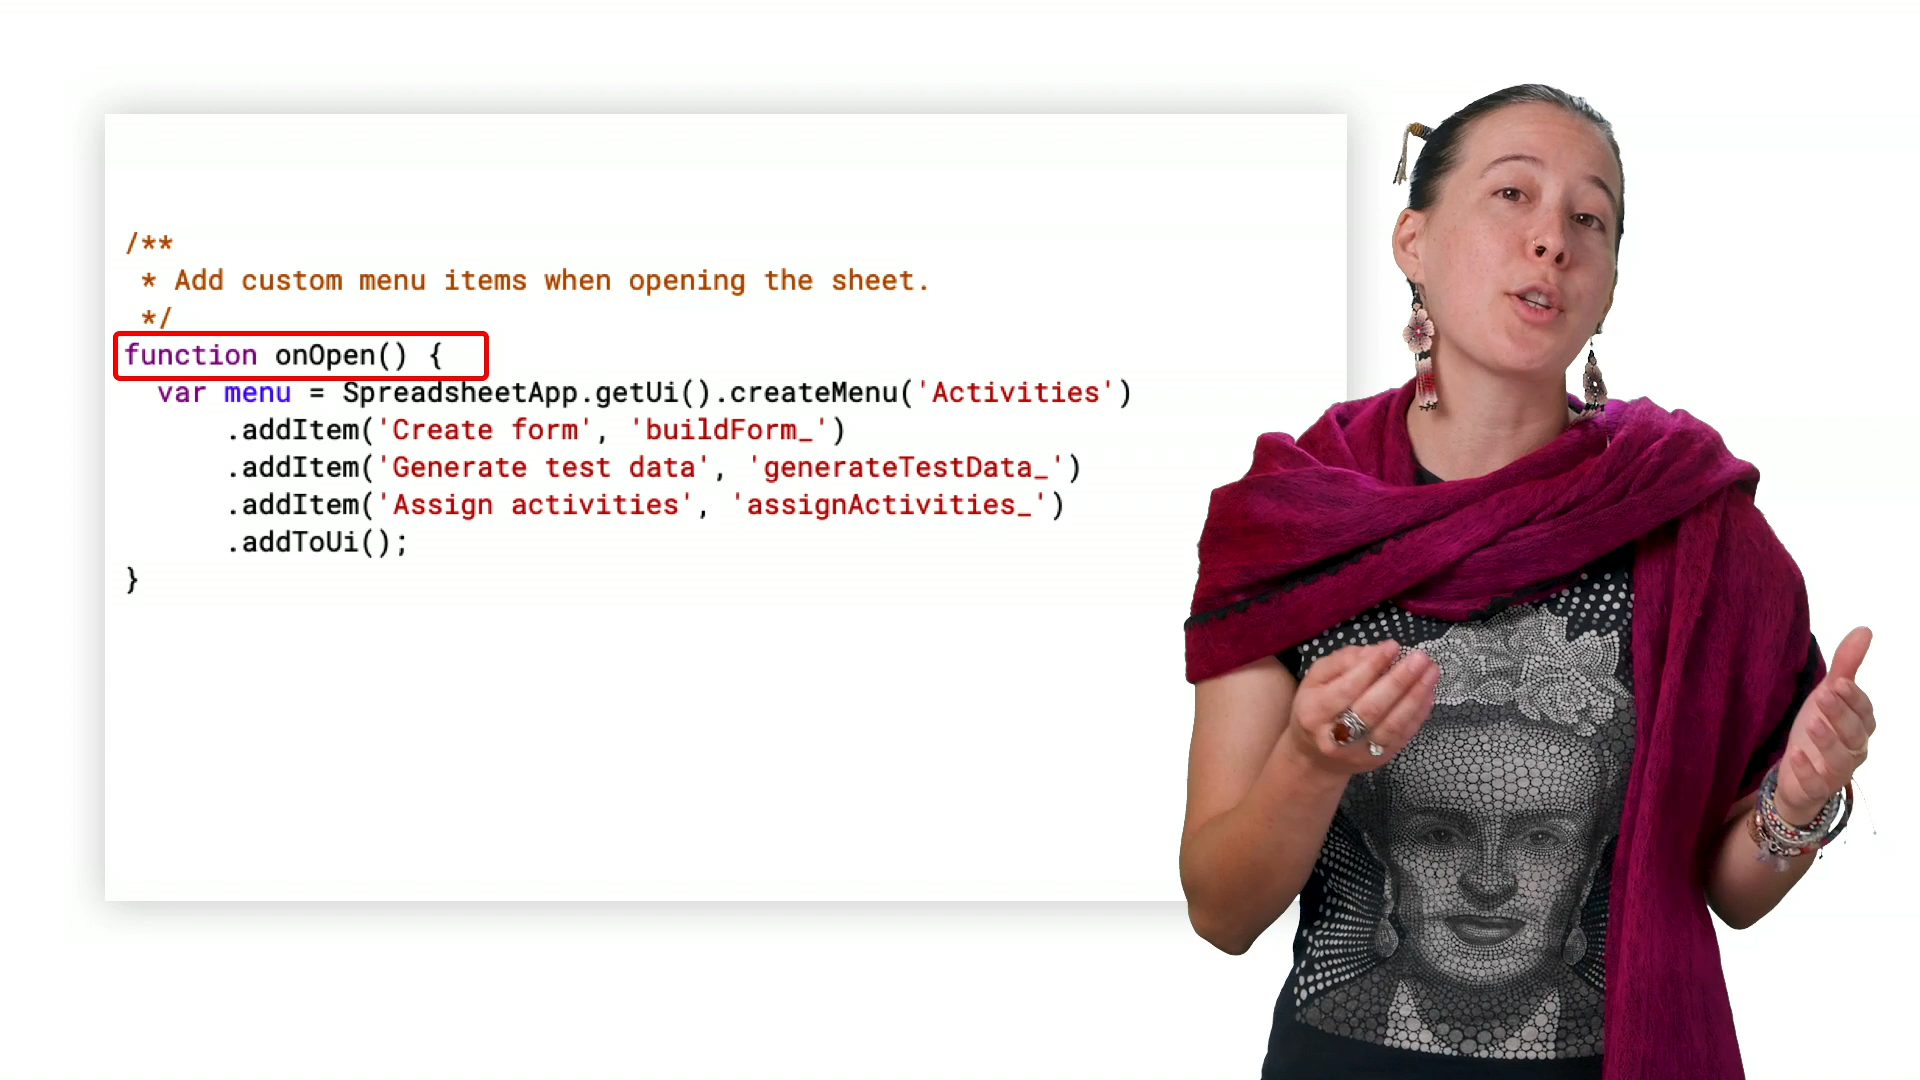 /**
 * Add custom menu items when opening the sheet.
 */
function onOpen() {
  var menu = SpreadsheetApp.getUi().createMenu('Activities')
      .addItem('Create form', 'buildForm_')
      .addItem('Generate test data', 'generateTestData_')
      .addItem('Assign activities', 'assignActivities_')
      .addToUi();
}